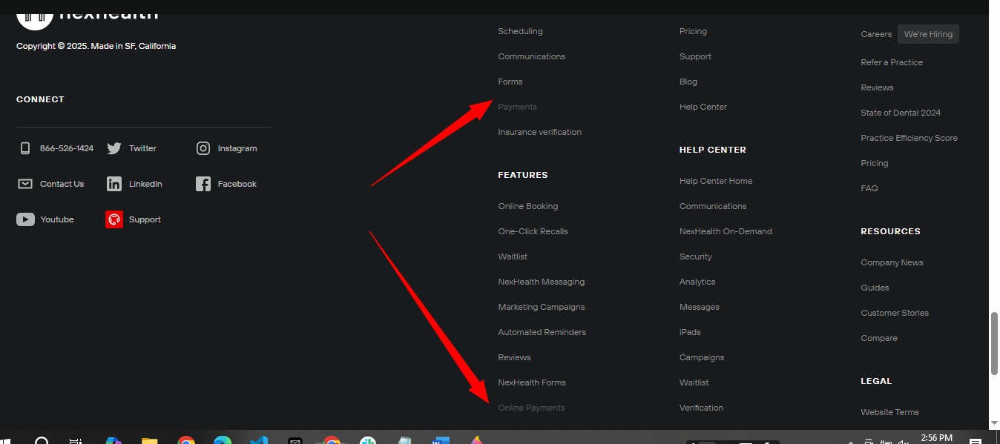 nexhealth
Copyright © 2025. Made in SF, California
CONNECT
866-526-1424
Twitter
Instagram
Contact Us
LinkedIn
Facebook
Youtube
Support
Scheduling
Communications
Forms
Payments
Insurance verification
FEATURES
Online Booking
One-Click Recalls
Waitlist
NexHealth Messaging
Marketing Campaigns
Automated Reminders
Reviews
NexHealth Forms
Online Payments
Pricing
Support
Blog
Help Center
HELP CENTER
Help Center Home
Communications
NexHealth On-Demand
Security
Analytics
Messages
iPads
Campaigns
Waitlist
Verification
Careers We're Hiring
Refer a Practice
Reviews
State of Dental 2024
Practice Efficiency Score
Pricing
FAQ
RESOURCES
Company News
Guides
Customer Stories
Compare
LEGAL
Website Terms
2:56 PM